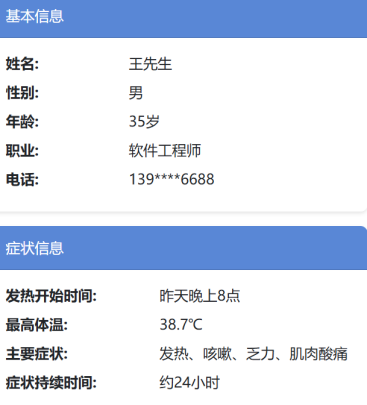 基本信息
姓名: 王先生
性别: 男
年龄: 35岁
职业: 软件工程师
电话: 139****6688
症状信息
发热开始时间: 昨天晚上8点
最高体温: 38.7℃
主要症状: 发热、咳嗽、乏力、肌肉酸痛
症状持续时间: 约24小时